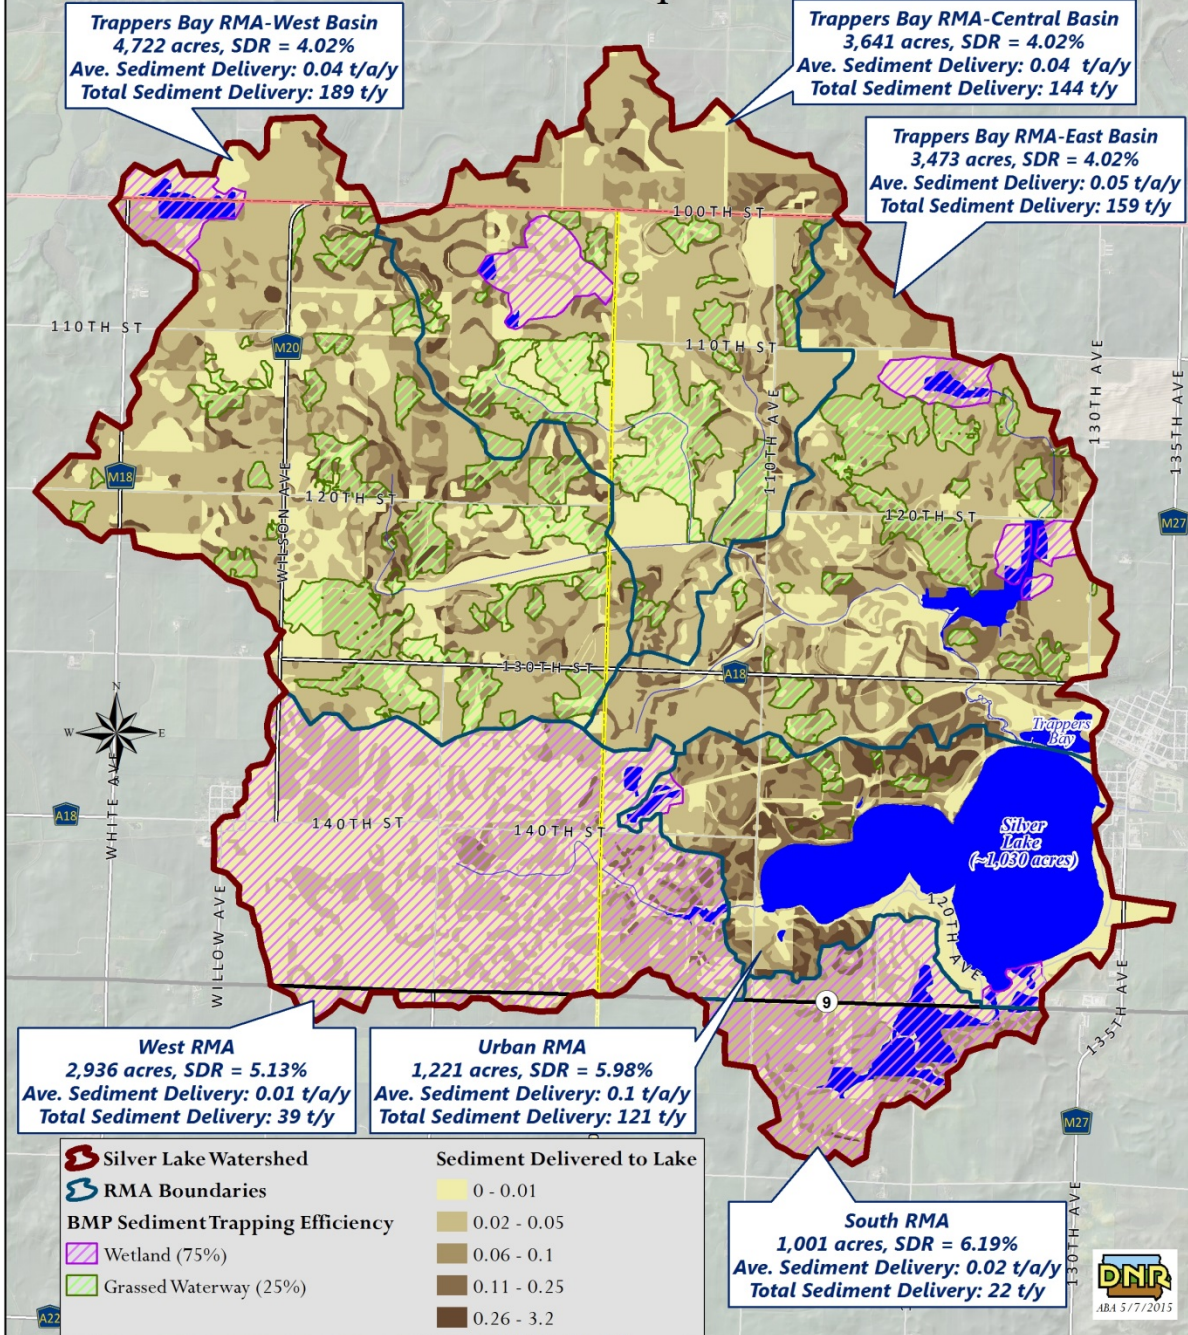 Trappers Bay RMA-West Basin
4,722 acres, SDR = 4.02%
Ave. Sediment Delivery: 0.04 t/a/y
Total Sediment Delivery: 189 t/y
Trappers Bay RMA-Central Basin
3,641 acres, SDR = 4.02%
Ave. Sediment Delivery: 0.04 t/a/y
Total Sediment Delivery: 144 t/y
Trappers Bay RMA-East Basin
3,473 acres, SDR = 4.02%
Ave. Sediment Delivery: 0.05 t/a/y
Total Sediment Delivery: 159 t/y
100TH ST
110TH ST
M20
110TH ST
130TH AVE
135TH AVE
110TH AVE
M18
WILSON AVE
120TH ST
120TH ST
M27
130TH ST
A18
N
W
E
S
WHITE AVE
Trappers
Bay
A18
140TH ST
140TH ST
Silver
Lake
(~1,030 acres)
WILLOW AVE
120TH AVE
135TH AVE
9
West RMA
2,936 acres, SDR = 5.13%
Ave. Sediment Delivery: 0.01 t/a/y
Total Sediment Delivery: 39 t/y
Urban RMA
1,221 acres, SDR = 5.98%
Ave. Sediment Delivery: 0.1 t/a/y
Total Sediment Delivery: 121 t/y
M27
130TH AVE
South RMA
1,001 acres, SDR = 6.19%
Ave. Sediment Delivery: 0.02 t/a/y
Total Sediment Delivery: 22 t/y
Silver Lake Watershed
RMA Boundaries
BMP Sediment Trapping Efficiency
Wetland (75%)
Grassed Waterway (25%)
Sediment Delivered to Lake
0 - 0.01
0.02 - 0.05
0.06 - 0.1
0.11 - 0.25
0.26 - 3.2
A22
DNR
ABA 5/7/2015